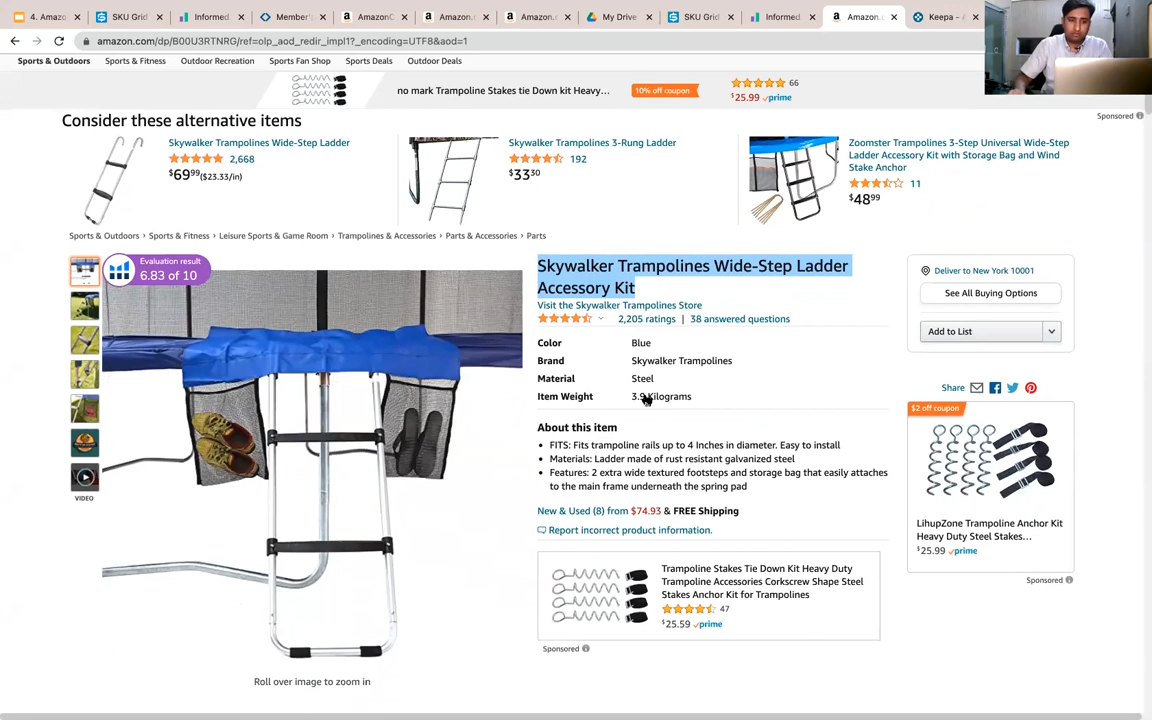 4. Amazo
SKU Grid
Informed
Member's
AmazonC
Amazon.c
Amazon.c
My Drive
SKU Grid
Informed
Amazon.c
Keepa – A
amazon.com/dp/B00U3RTNRG/ref=olp_aod_redir_impl1?_encoding=UTF8&aod=1
Sports & Outdoors
Sports & Fitness
Outdoor Recreation
Sports Fan Shop
Sports Deals
Outdoor Deals
no mark Trampoline Stakes tie Down kit Heavy...
10% off coupon
66
$25.99 prime
Sponsored
Consider these alternative items
Skywalker Trampolines Wide-Step Ladder
2,668
$69.99 ($23.33/in)
Skywalker Trampolines 3-Rung Ladder
192
$33.30
Zoomster Trampolines 3-Step Universal Wide-Step
Ladder Accessory Kit with Storage Bag and Wind
Stake Anchor
11
$48.99
Sports & Outdoors › Sports & Fitness › Leisure Sports & Game Room › Trampolines & Accessories › Parts & Accessories › Parts
Evaluation result
6.83 of 10
VIDEO
Roll over image to zoom in
Skywalker Trampolines Wide-Step Ladder
Accessory Kit
Visit the Skywalker Trampolines Store
2,205 ratings | 38 answered questions
Color Blue
Brand Skywalker Trampolines
Material Steel
Item Weight 3.9 Kilograms
About this item
• FITS: Fits trampoline rails up to 4 Inches in diameter. Easy to install
• Materials: Ladder made of rust resistant galvanized steel
• Features: 2 extra wide textured footsteps and storage bag that easily attaches
to the main frame underneath the spring pad
New & Used (8) from $74.93 & FREE Shipping
Report incorrect product information.
Trampoline Stakes Tie Down Kit Heavy Duty
Trampoline Accessories Corkscrew Shape Steel
Stakes Anchor Kit for Trampolines
47
$25.59 prime
Sponsored
Deliver to New York 10001
See All Buying Options
Add to List
Share
$2 off coupon
LihupZone Trampoline Anchor Kit
Heavy Duty Steel Stakes...
$25.99 prime
Sponsored